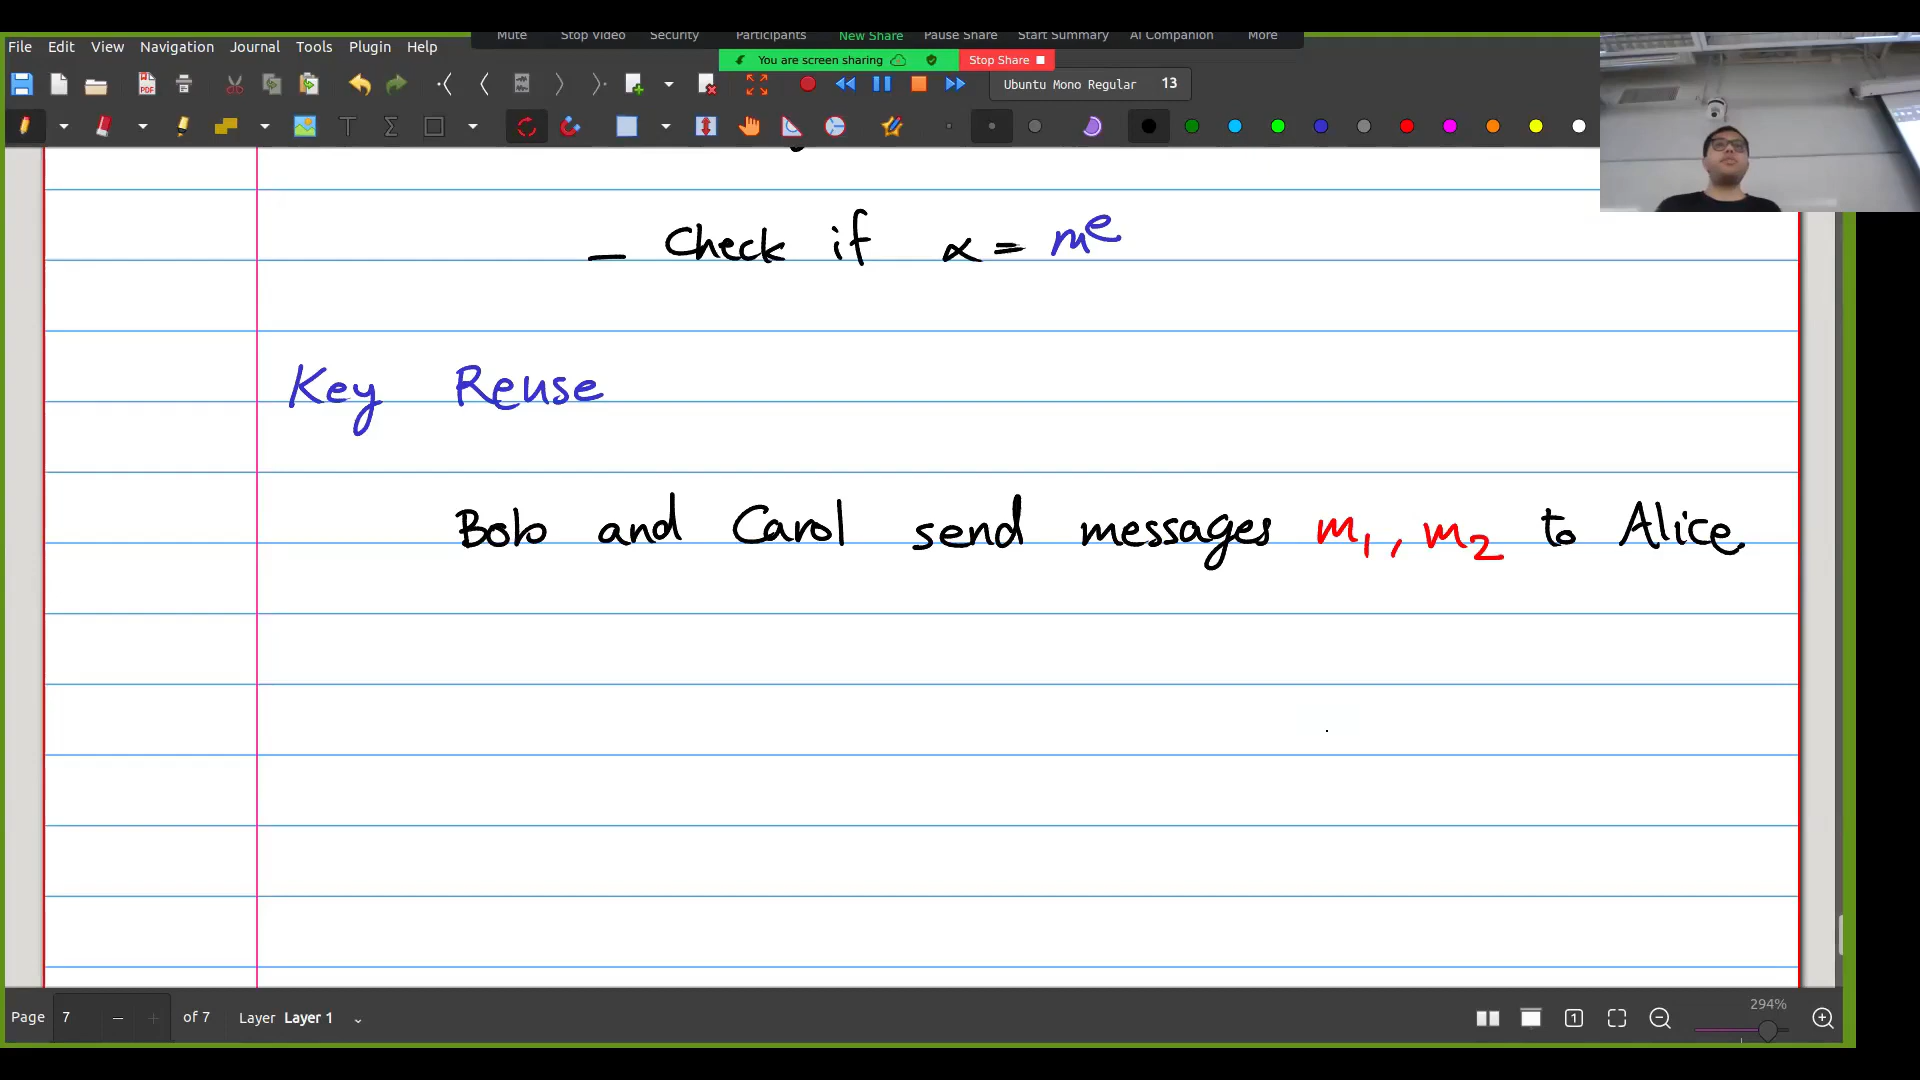 Mute Stop Video Security Participants New Share Pause Share Start Summary AI Companion More
File Edit View Navigation Journal Tools Plugin Help
You are screen sharing Stop Share
PDF Ubuntu Mono Regular 13
— Check if α = m^e
Key Reuse
Bob and Carol send messages m₁, m₂ to Alice.
294%
Page 7 of 7 Layer Layer 1